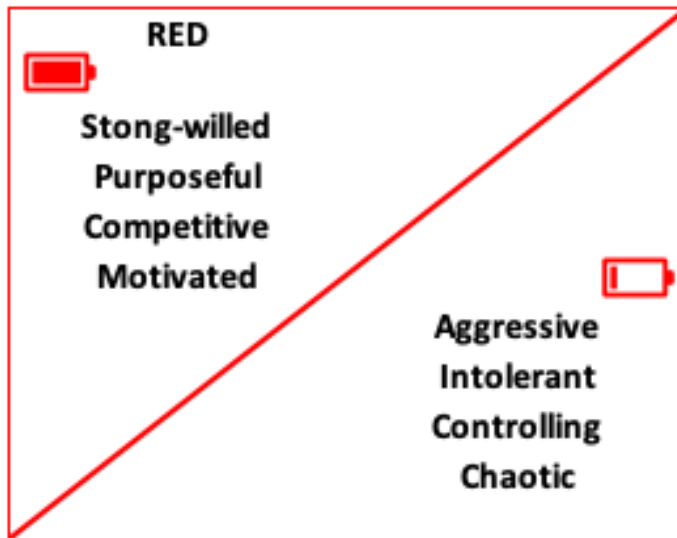 RED
Stong-willed
Purposeful
Competitive
Motivated
Aggressive
Intolerant
Controlling
Chaotic